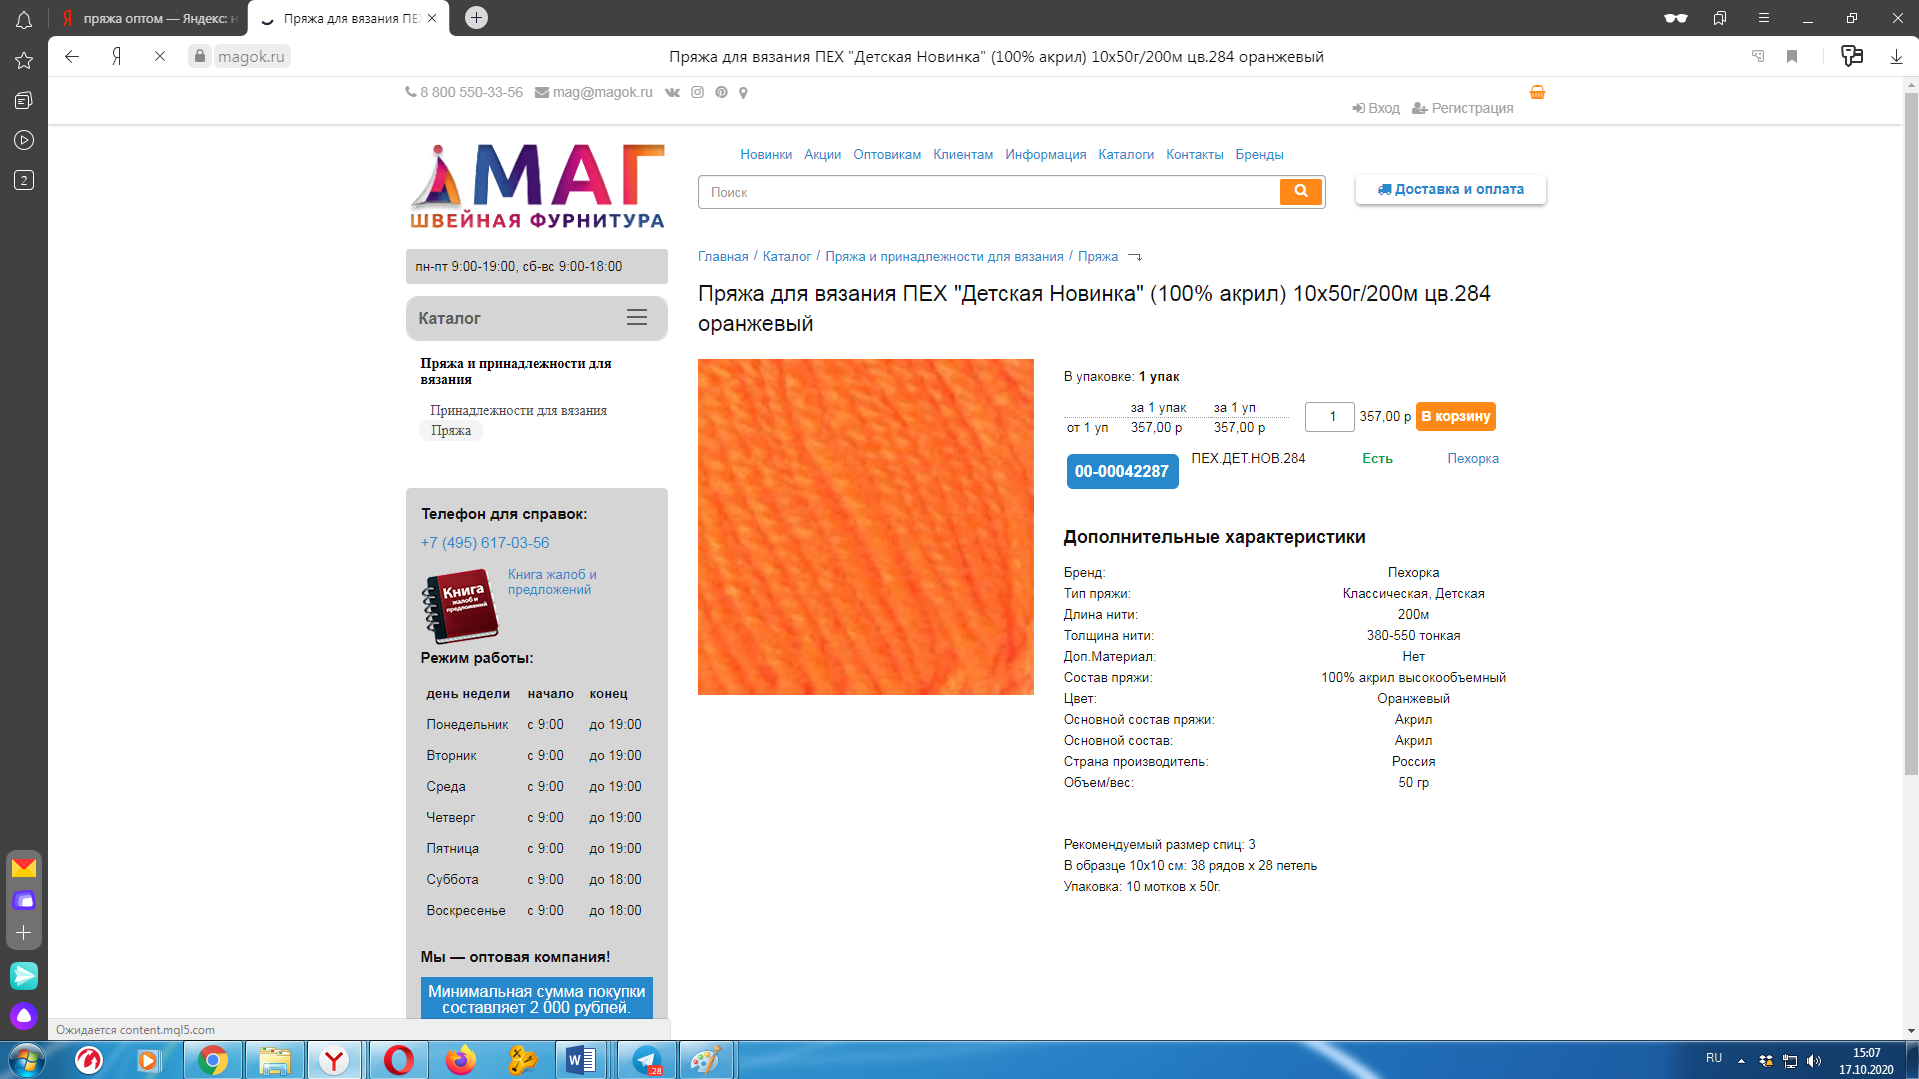 пряжа оптом — Яндекс: н
Пряжа для вязания ПЕХ
magok.ru
Пряжа для вязания ПЕХ "Детская Новинка" (100% акрил) 10х50г/200м цв.284 оранжевый
8 800 550-33-56 mag@magok.ru
Вход Регистрация
2
МАГ
ШВЕЙНАЯ ФУРНИТУРА
Новинки Акции Оптовикам Клиентам Информация Каталоги Контакты Бренды
Поиск
Доставка и оплата
пн-пт 9:00-19:00, сб-вс 9:00-18:00
Каталог
Пряжа и принадлежности для
вязания
Принадлежности для вязания
Пряжа
Главная / Каталог / Пряжа и принадлежности для вязания / Пряжа
Пряжа для вязания ПЕХ "Детская Новинка" (100% акрил) 10х50г/200м цв.284
оранжевый
В упаковке: 1 упак
за 1 упак за 1 уп
от 1 уп 357,00 р 357,00 р
1 357,00 р В корзину
00-00042287 ПЕХ.ДЕТ.НОВ.284 Есть Пехорка
Дополнительные характеристики
Бренд: Пехорка
Тип пряжи: Классическая, Детская
Длина нити: 200м
Толщина нити: 380-550 тонкая
Доп.Материал: Нет
Состав пряжи: 100% акрил высокообъемный
Цвет: Оранжевый
Основной состав пряжи: Акрил
Основной состав: Акрил
Страна производитель: Россия
Объем/вес: 50 гр
Рекомендуемый размер спиц: 3
В образце 10х10 см: 38 рядов х 28 петель
Упаковка: 10 мотков х 50г.
Телефон для справок:
+7 (495) 617-03-56
Книга
жалоб и
предложений
Книга жалоб и
предложений
Режим работы:
день недели начало конец
Понедельник с 9:00 до 19:00
Вторник с 9:00 до 19:00
Среда с 9:00 до 19:00
Четверг с 9:00 до 19:00
Пятница с 9:00 до 19:00
Суббота с 9:00 до 18:00
Воскресенье с 9:00 до 18:00
Мы — оптовая компания!
Минимальная сумма покупки
составляет 2 000 рублей.
Ожидается content.mql5.com
.28
RU
15:07
17.10.2020